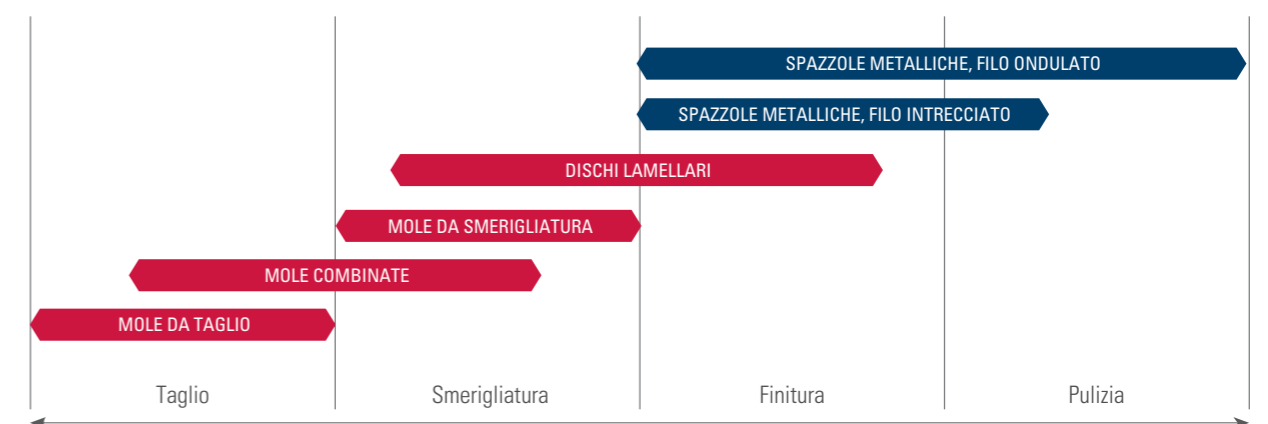 SPAZZOLE METALLICHE, FILO ONDULATO
SPAZZOLE METALLICHE, FILO INTRECCIATO
DISCHI LAMELLARI
MOLE DA SMERIGLIATURA
MOLE COMBINATE
MOLE DA TAGLIO
Taglio Smerigliatura Finitura Pulizia